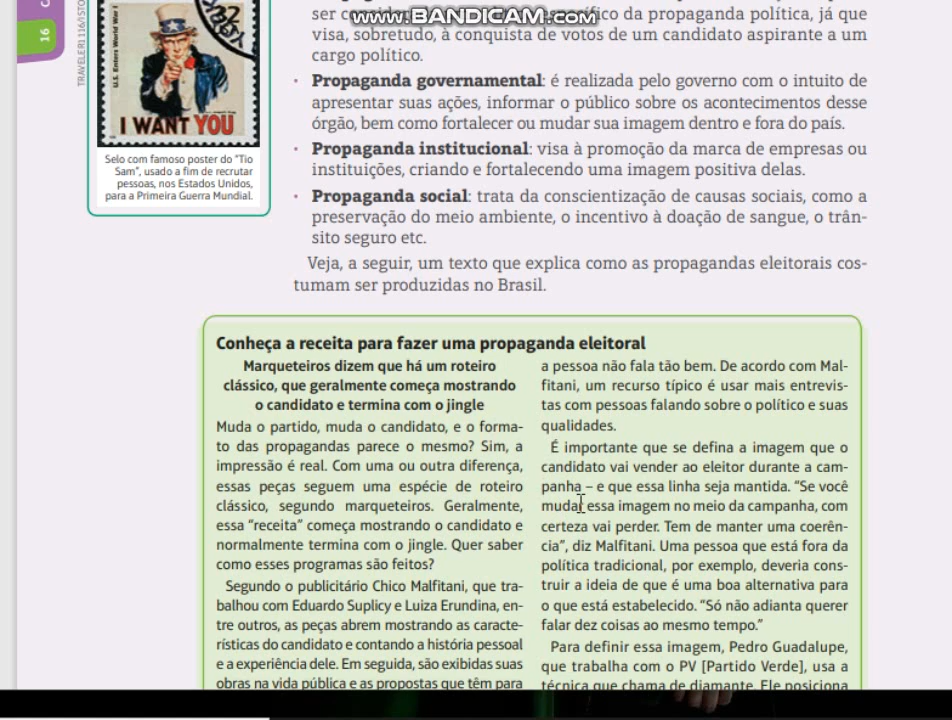 www.BANDICAM.com
ser
da propaganda política, já que
visa, sobretudo, à conquista de votos de um candidato aspirante a um
cargo político.
• Propaganda governamental: é realizada pelo governo com o intuito de
apresentar suas ações, informar o público sobre os acontecimentos desse
órgão, bem como fortalecer ou mudar sua imagem dentro e fora do país.
• Propaganda institucional: visa à promoção da marca de empresas ou
instituições, criando e fortalecendo uma imagem positiva delas.
• Propaganda social: trata da conscientização de causas sociais, como a
preservação do meio ambiente, o incentivo à doação de sangue, o trân-
sito seguro etc.
Veja, a seguir, um texto que explica como as propagandas eleitorais cos-
tumam ser produzidas no Brasil.
16
32
U.S. Enters World War I
I WANT YOU
Selo com famoso poster do "Tio
Sam", usado a fim de recrutar
pessoas, nos Estados Unidos,
para a Primeira Guerra Mundial.
Conheça a receita para fazer uma propaganda eleitoral
Marqueteiros dizem que há um roteiro
clássico, que geralmente começa mostrando
o candidato e termina com o jingle
Muda o partido, muda o candidato, e o forma-
to das propagandas parece o mesmo? Sim, a
impressão é real. Com uma ou outra diferença,
essas peças seguem uma espécie de roteiro
clássico, segundo marqueteiros. Geralmente,
essa "receita" começa mostrando o candidato e
normalmente termina com o jingle. Quer saber
como esses programas são feitos?
Segundo o publicitário Chico Malfitani, que tra-
balhou com Eduardo Suplicy e Luiza Erundina, en-
tre outros, as peças abrem mostrando as caracte-
rísticas do candidato e contando a história pessoal
e a experiência dele. Em seguida, são exibidas suas
obras na vida pública e as propostas que têm para
a pessoa não fala tão bem. De acordo com Mal-
fitani, um recurso típico é usar mais entrevis-
tas com pessoas falando sobre o político e suas
qualidades.
É importante que se defina a imagem que o
candidato vai vender ao eleitor durante a cam-
panha – e que essa linha seja mantida. "Se você
mudar essa imagem no meio da campanha, com
certeza vai perder. Tem de manter uma coerên-
cia", diz Malfitani. Uma pessoa que está fora da
política tradicional, por exemplo, deveria cons-
truir a ideia de que é uma boa alternativa para
o que está estabelecido. "Só não adianta querer
falar dez coisas ao mesmo tempo."
Para definir essa imagem, Pedro Guadalupe,
que trabalha com o PV [Partido Verde], usa a
técnica que chama de diamante. Ele posiciona